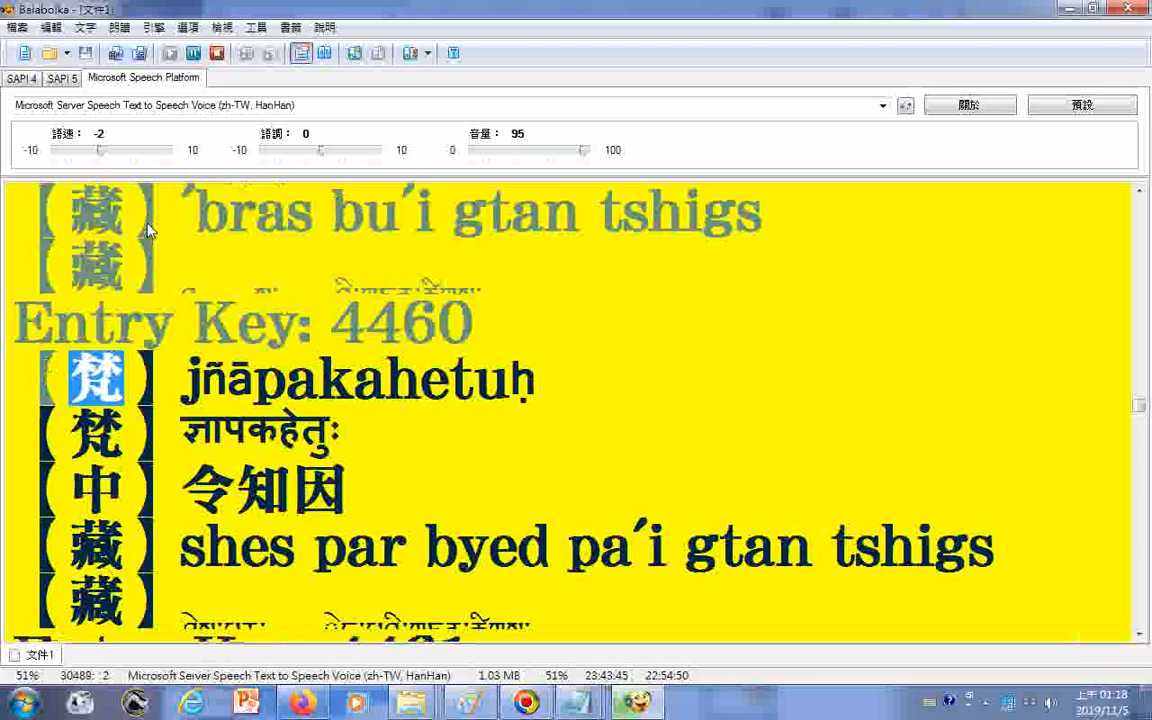 Balabolka - [文件1]
檔案 編輯 文字 朗讀 引擎 選項 檢視 工具 書籤 說明
SAPI 4 SAPI 5 Microsoft Speech Platform
Microsoft Server Speech Text to Speech Voice (zh-TW, HanHan) 關於 預設
語速： -2 語調： 0 音量： 95
-10 10 -10 10 0 100
【藏】 ′bras bu′i gtan tshigs
【藏】
Entry Key: 4460
【梵】 jñāpakahetuḥ
【梵】 ज्ञापकहेतुः
【中】 令知因
【藏】 shes par byed pa′i gtan tshigs
【藏】
Entry Key: 4461
文件1
51% 30489: 2 Microsoft Server Speech Text to Speech Voice (zh-TW, HanHan) 1.03 MB 51% 23:43:45 22:54:50
上午 01:18
2019/11/5